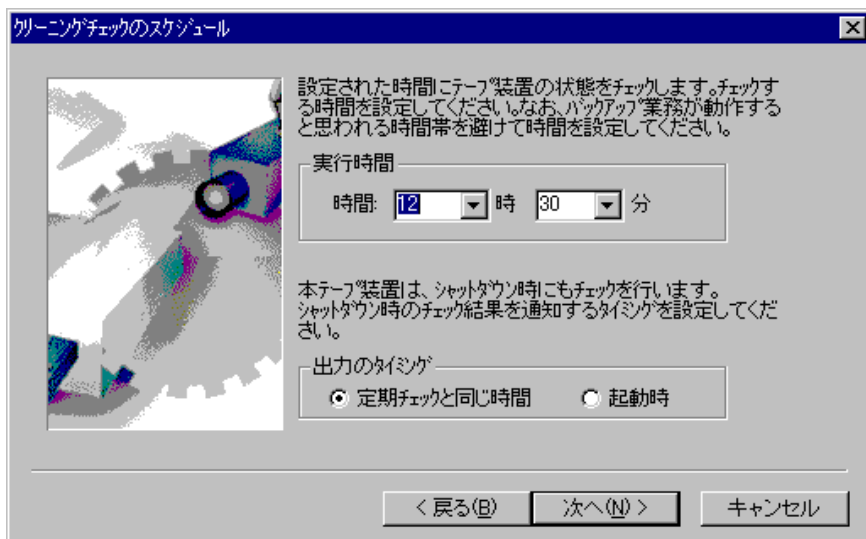 クリーニングチェックのスケジュール
設定された時間にテープ装置の状態をチェックします。チェックす
る時間を設定してください。なお、バックアップ業務が動作する
と思われる時間帯を避けて時間を設定してください。
実行時間
時間: 12 時 30 分
本テープ装置は、シャットダウン時にもチェックを行います。
シャットダウン時のチェック結果を通知するタイミングを設定してくだ
さい。
出力のタイミング
定期チェックと同じ時間 起動時
< 戻る(B) 次へ(N) > キャンセル